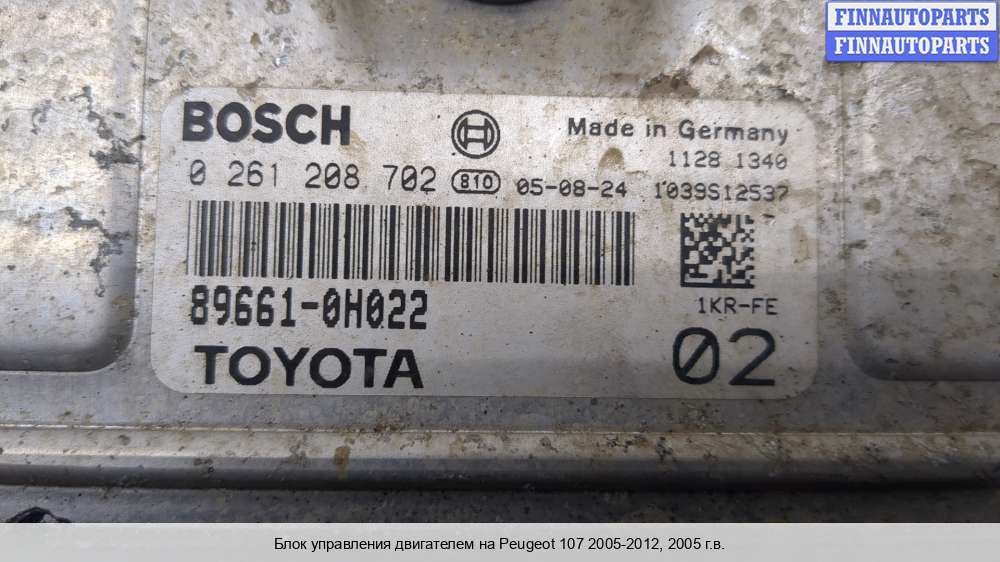 FINNAUTOPARTS
FINNAUTOPARTS
BOSCH
Made in Germany
1128 1340
0 261 208 702 810 05-08-24 1039S12537
89661-0H022
1KR-FE
TOYOTA
02
Блок управления двигателем на Peugeot 107 2005-2012, 2005 г.в.